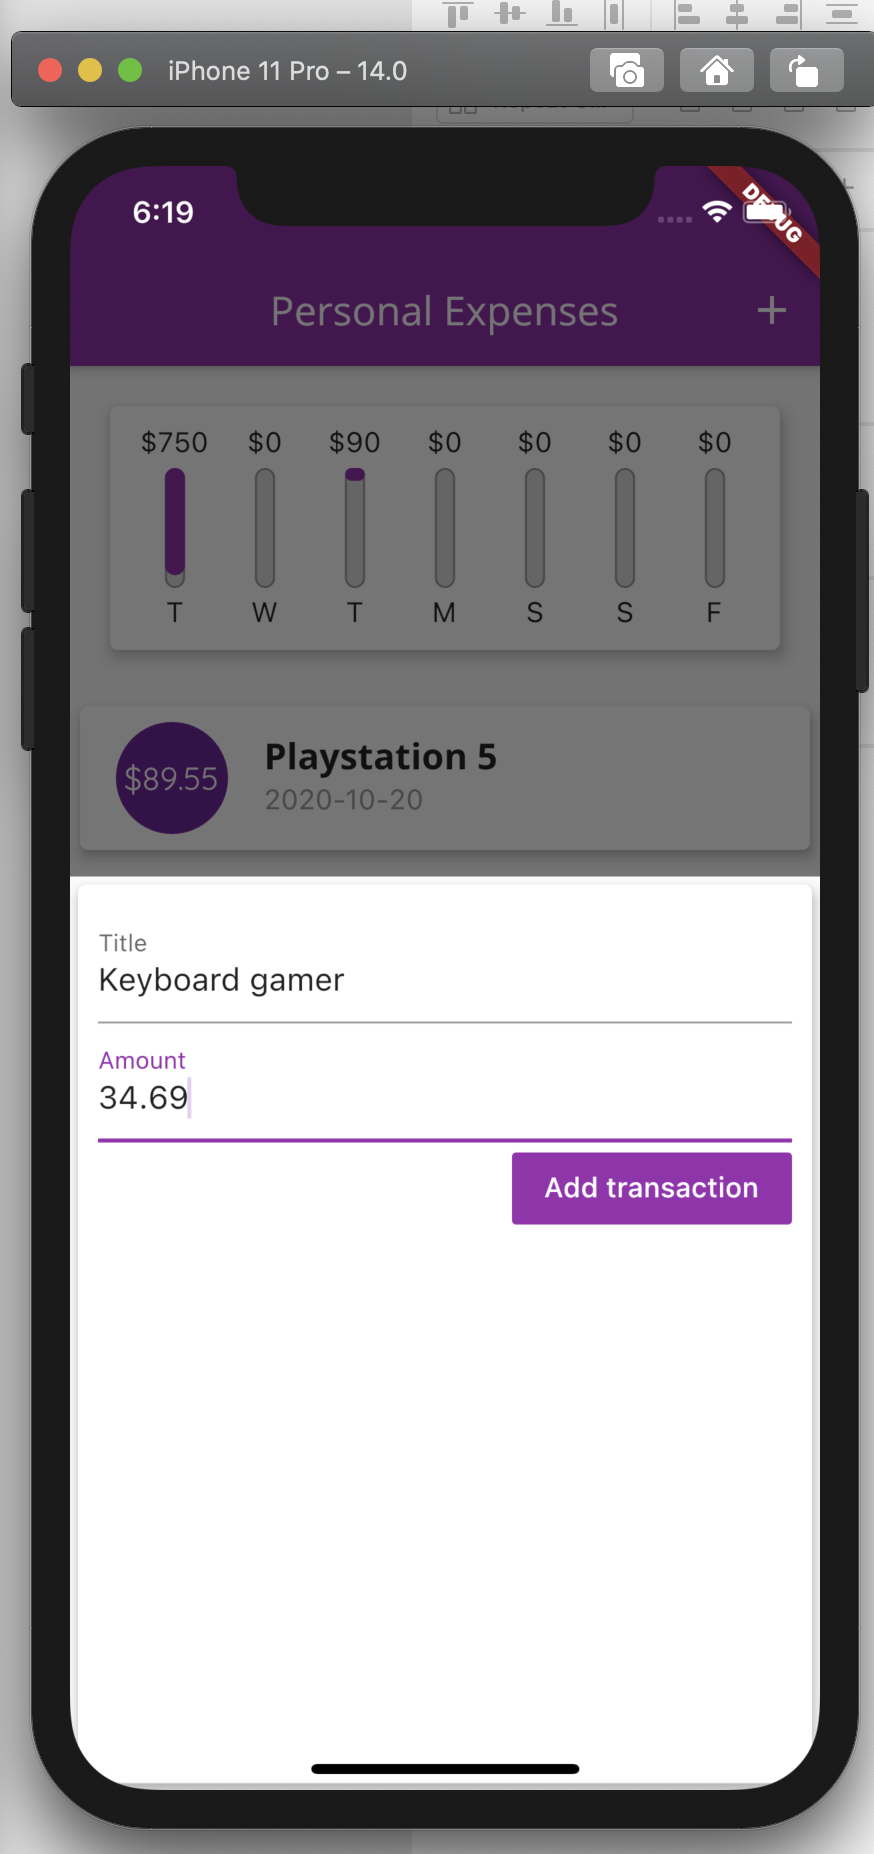 iPhone 11 Pro – 14.0
6:19
DEBUG
Personal Expenses +
$750 $0 $90 $0 $0 $0 $0
T W T M S S F
$89.55
Playstation 5
2020-10-20
Title
Keyboard gamer
Amount
34.69
Add transaction